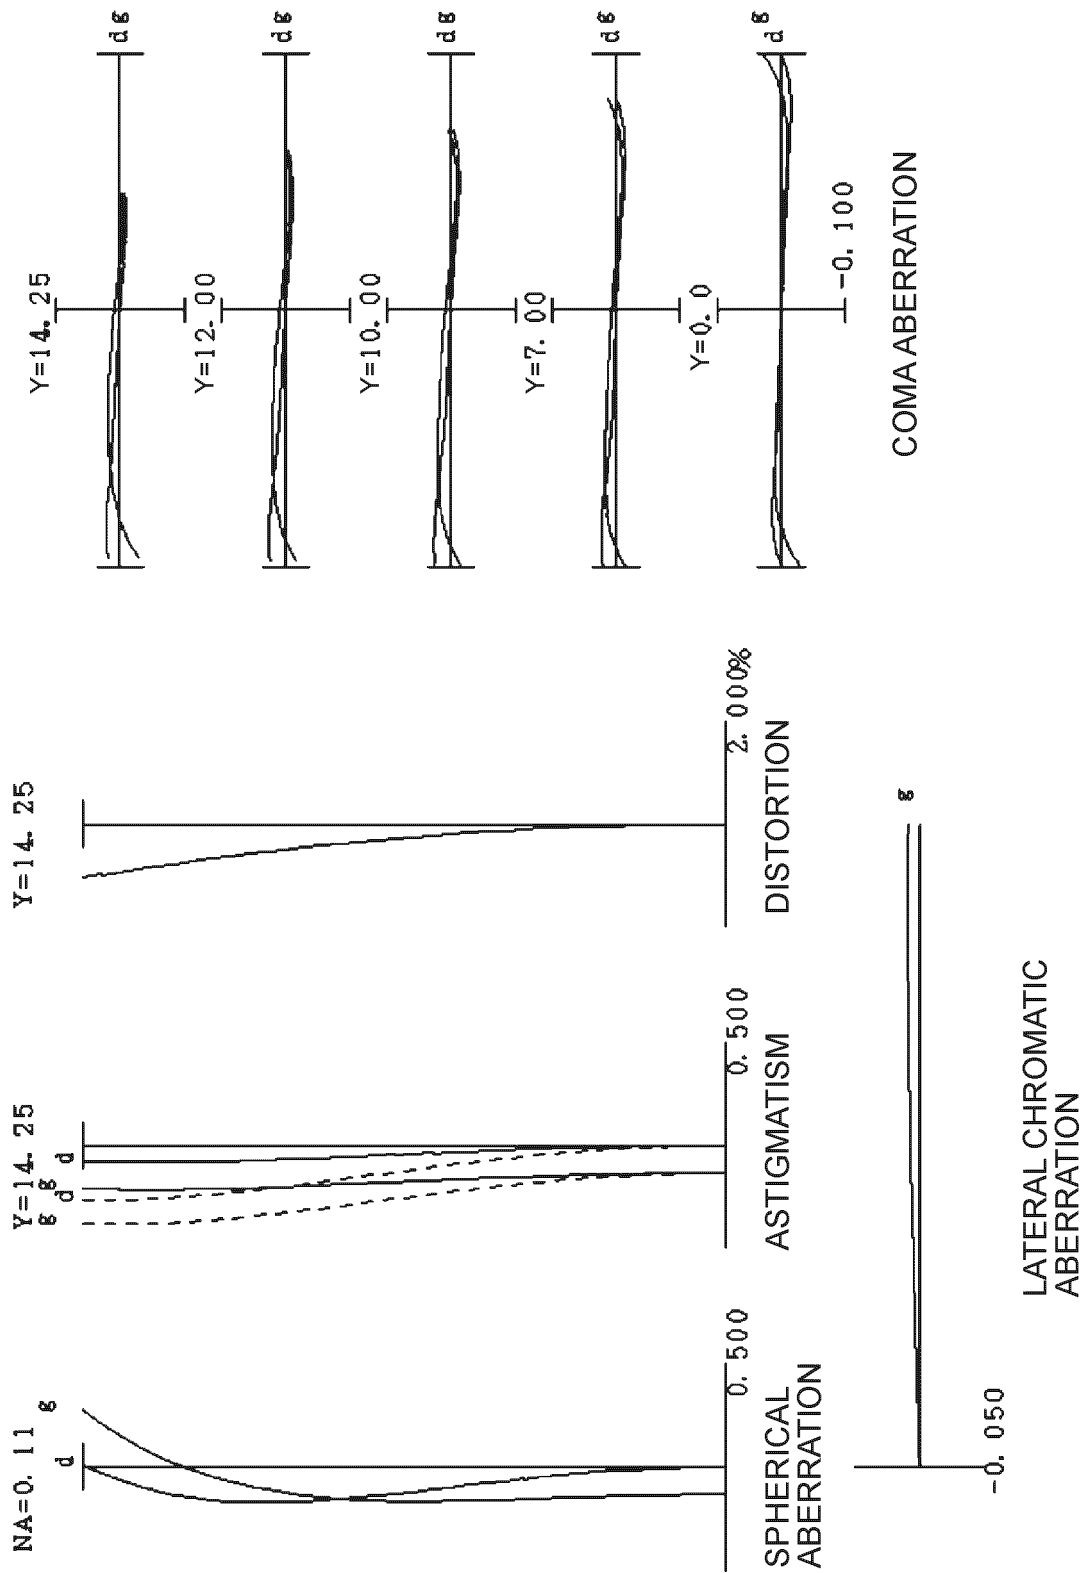 NA=0.11
d
g
0.500
SPHERICAL
ABERRATION
Y=14.25
g
d
g
d
0.500
ASTIGMATISM
Y=14.25
2.000%
DISTORTION
Y=14.25
d g
Y=12.00
d g
Y=10.00
d g
Y=7.00
d g
Y=0.0
d g
-0.100
COMA ABERRATION
g
-0.050
LATERAL CHROMATIC
ABERRATION